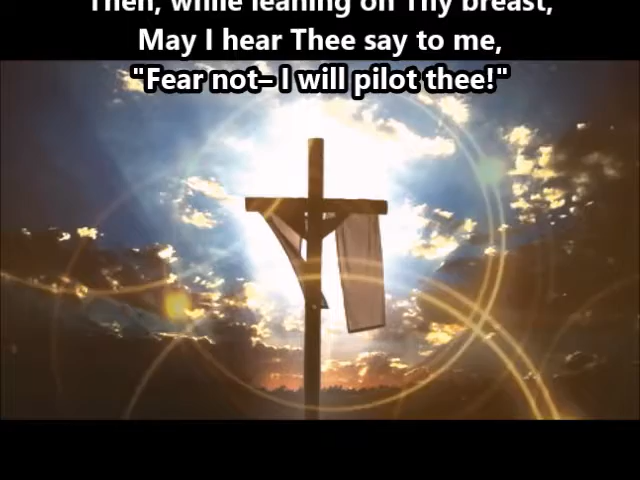 Then, while leaning on Thy breast,
May I hear Thee say to me,
"Fear not– I will pilot thee!"